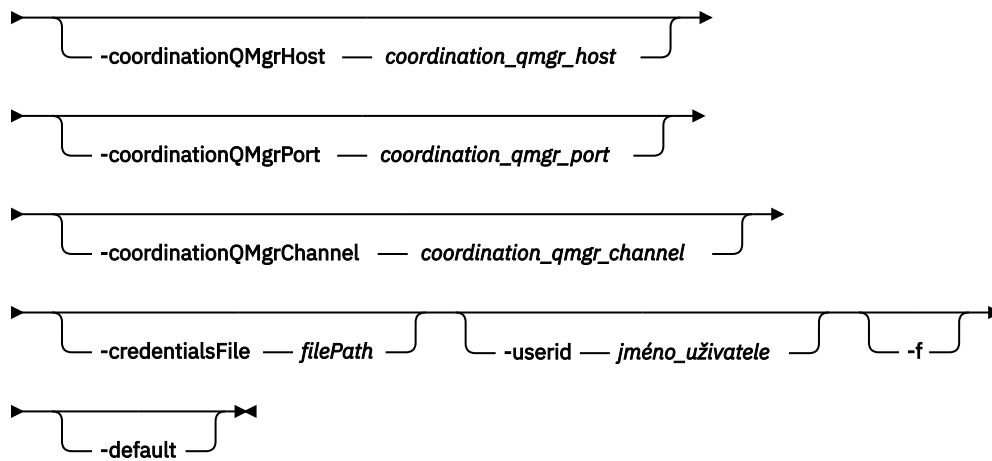 -coordinationQMgrHost coordination_qmgr_host
-coordinationQMgrPort coordination_qmgr_port
-coordinationQMgrChannel coordination_qmgr_channel
-credentialsFile filePath -userid jméno_uživatele -f
-default